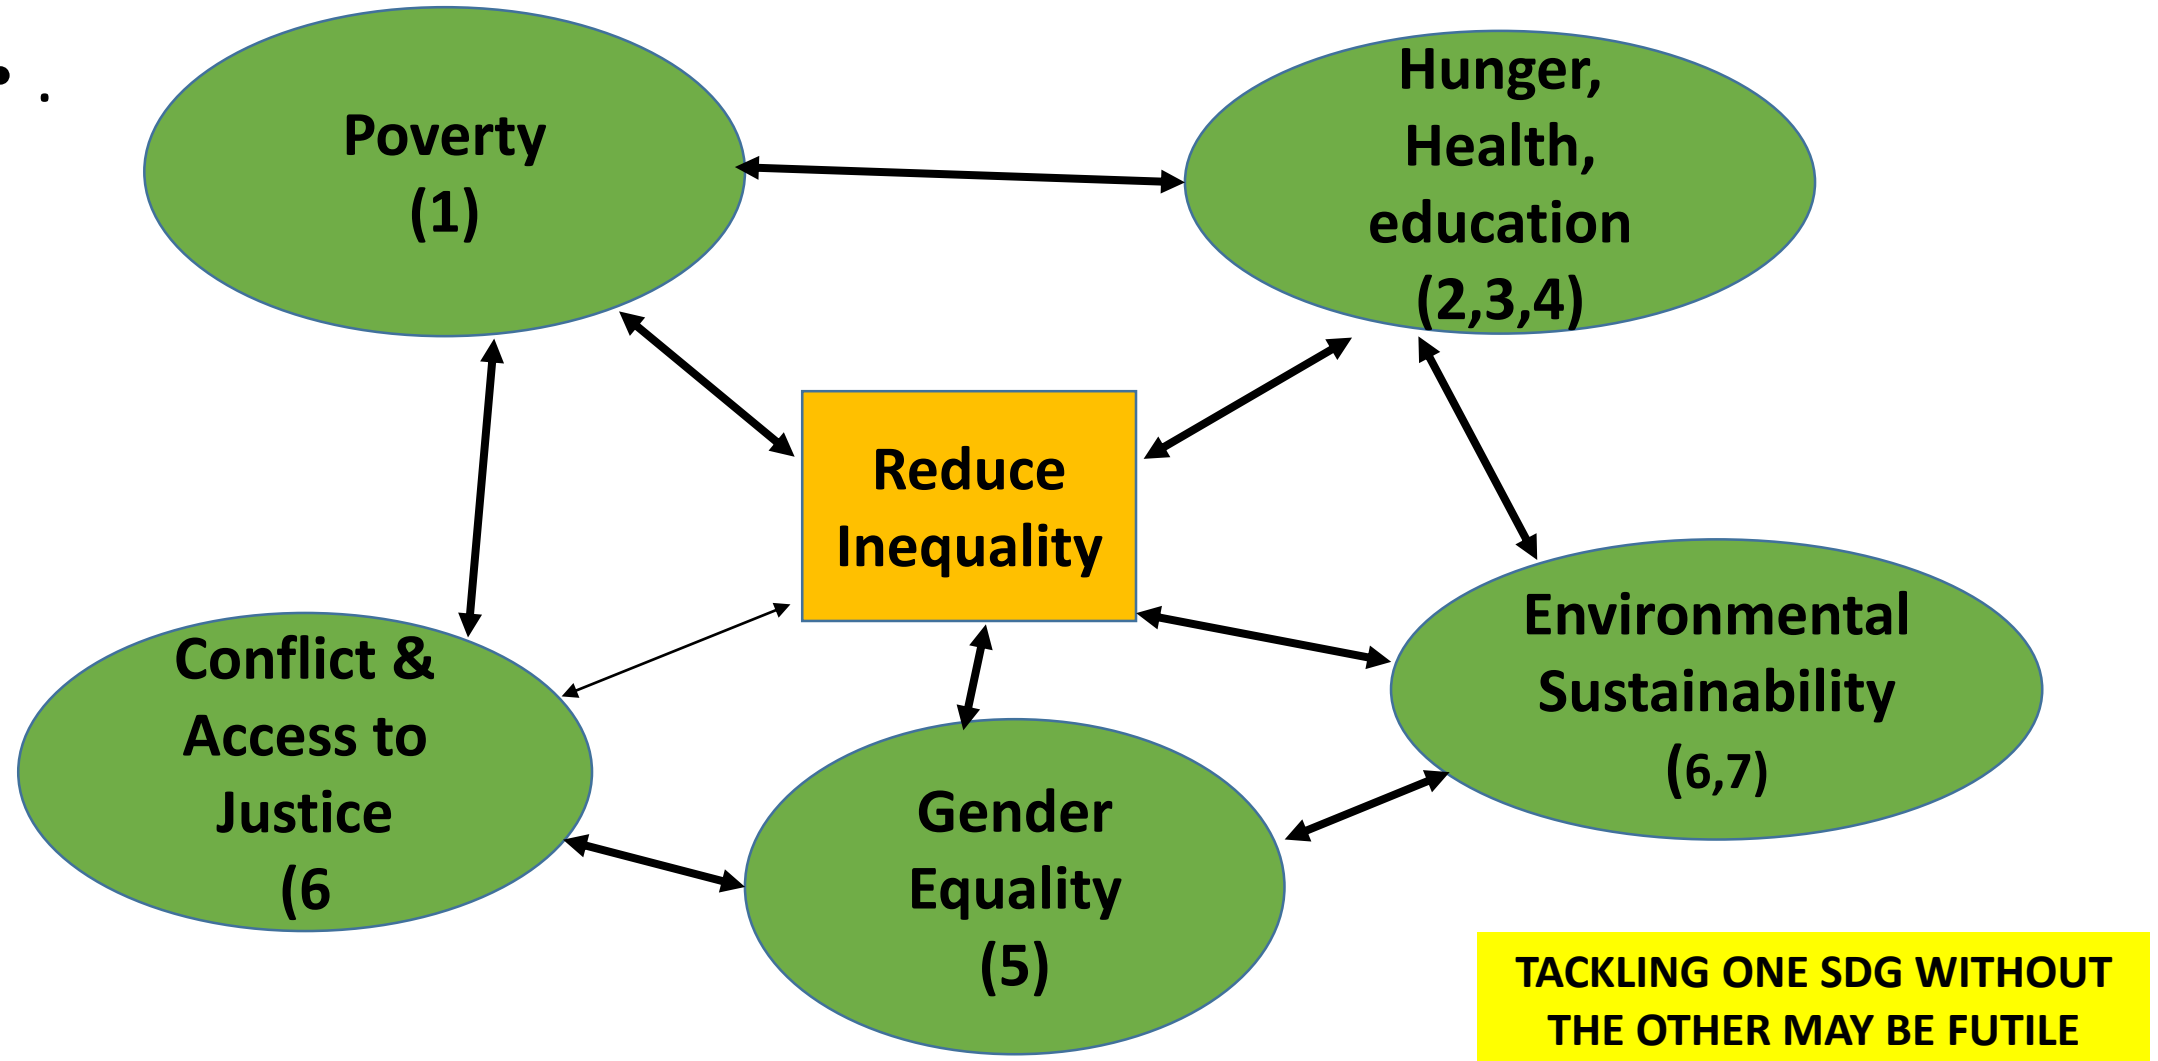 Poverty
(1)
Hunger,
Health,
education
(2,3,4)
Reduce
Inequality
Conflict &
Access to
Justice
(6
Gender
Equality
(5)
Environmental
Sustainability
(6,7)
TACKLING ONE SDG WITHOUT
THE OTHER MAY BE FUTILE